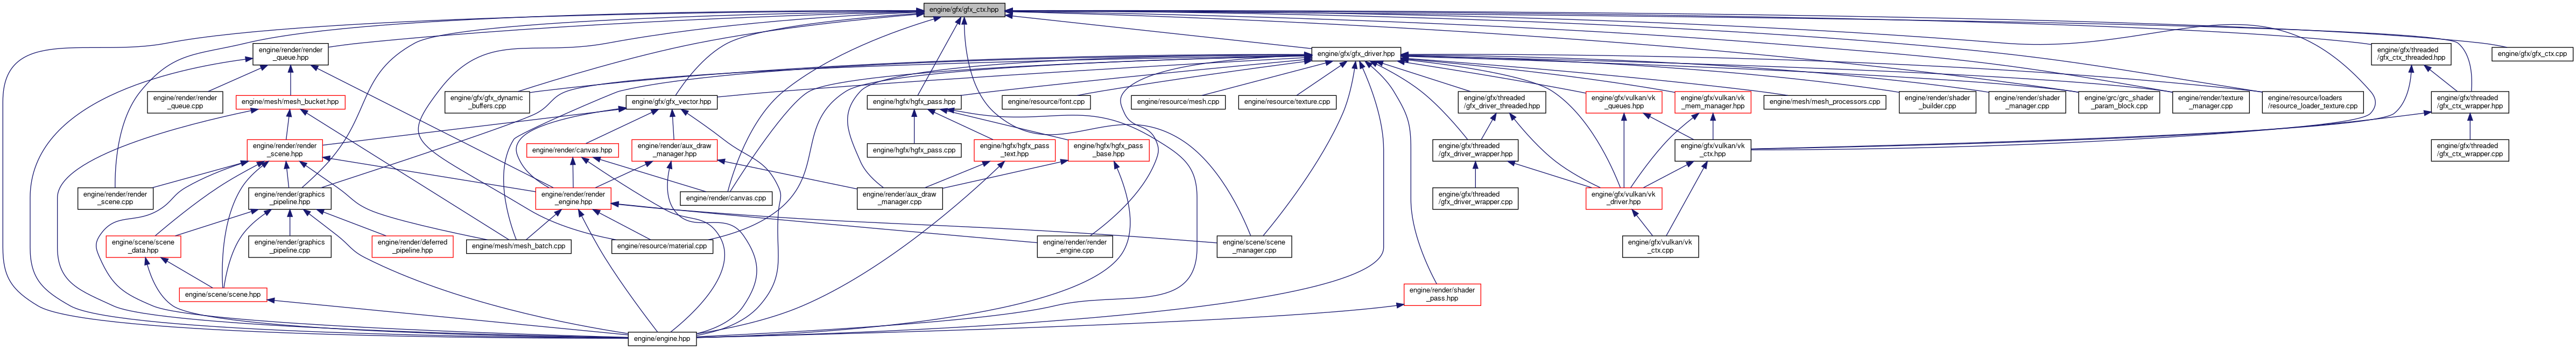 engine/gfx/gfx_ctx.hpp
engine/render/render
_queue.hpp
engine/gfx/gfx_driver.hpp
engine/gfx/threaded
/gfx_ctx_threaded.hpp
engine/gfx/gfx_ctx.cpp
engine/render/render
_queue.cpp
engine/mesh/mesh_bucket.hpp
engine/gfx/gfx_dynamic
_buffers.cpp
engine/gfx/gfx_vector.hpp
engine/hgfx/hgfx_pass.hpp
engine/resource/font.cpp
engine/resource/mesh.cpp
engine/resource/texture.cpp
engine/gfx/threaded
/gfx_driver_threaded.hpp
engine/gfx/vulkan/vk
_queues.hpp
engine/gfx/vulkan/vk
_mem_manager.hpp
engine/mesh/mesh_processors.cpp
engine/render/shader
_builder.cpp
engine/render/shader
_manager.cpp
engine/grc/grc_shader
_param_block.cpp
engine/render/texture
_manager.cpp
engine/resource/loaders
/resource_loader_texture.cpp
engine/gfx/threaded
/gfx_ctx_wrapper.hpp
engine/render/render
_scene.hpp
engine/render/canvas.hpp
engine/render/aux_draw
_manager.hpp
engine/hgfx/hgfx_pass.cpp
engine/hgfx/hgfx_pass
_text.hpp
engine/hgfx/hgfx_pass
_base.hpp
engine/gfx/threaded
/gfx_driver_wrapper.hpp
engine/gfx/vulkan/vk
_ctx.hpp
engine/gfx/threaded
/gfx_ctx_wrapper.cpp
engine/render/render
_scene.cpp
engine/render/graphics
_pipeline.hpp
engine/render/render
_engine.hpp
engine/render/canvas.cpp
engine/render/aux_draw
_manager.cpp
engine/gfx/threaded
/gfx_driver_wrapper.cpp
engine/gfx/vulkan/vk
_driver.hpp
engine/scene/scene
_data.hpp
engine/render/graphics
_pipeline.cpp
engine/render/deferred
_pipeline.hpp
engine/mesh/mesh_batch.cpp
engine/resource/material.cpp
engine/render/render
_engine.cpp
engine/scene/scene
_manager.cpp
engine/gfx/vulkan/vk
_ctx.cpp
engine/scene/scene.hpp
engine/render/shader
_pass.hpp
engine/engine.hpp